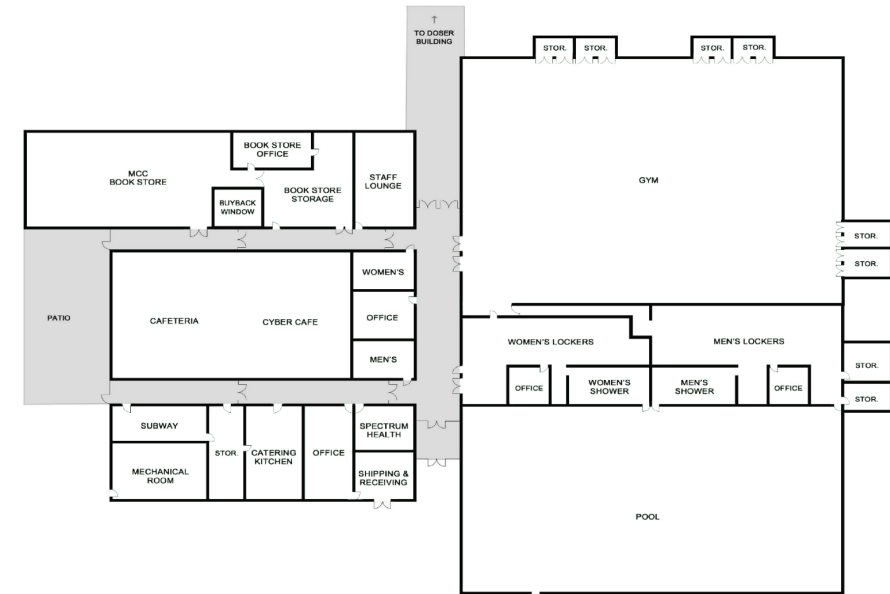 ↑
TO DOSER
BUILDING
STOR.
STOR.
STOR.
STOR.
BOOK STORE
OFFICE
MCC
BOOK STORE
STAFF
LOUNGE
BOOK STORE
STORAGE
BUYBACK
WINDOW
GYM
STOR.
STOR.
WOMEN'S
PATIO
CAFETERIA
CYBER CAFE
OFFICE
MEN'S
WOMEN'S LOCKERS
MEN'S LOCKERS
STOR.
OFFICE
WOMEN'S
SHOWER
MEN'S
SHOWER
OFFICE
STOR.
SUBWAY
STOR.
CATERING
KITCHEN
OFFICE
SPECTRUM
HEALTH
MECHANICAL
ROOM
SHIPPING &
RECEIVING
POOL